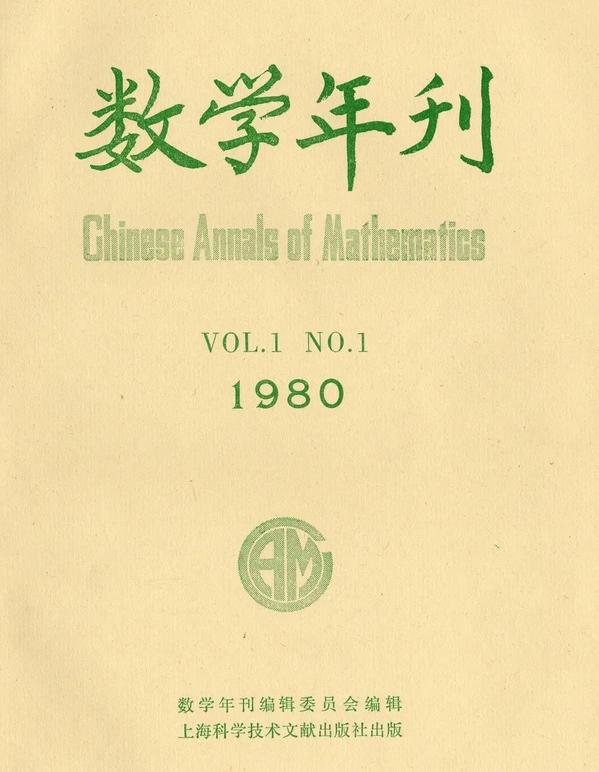 数学年刊
Chinese Annals of Mathematics
VOL.1 NO.1
1980
CAM
数学年刊编辑委员会编辑
上海科学技术文献出版社出版